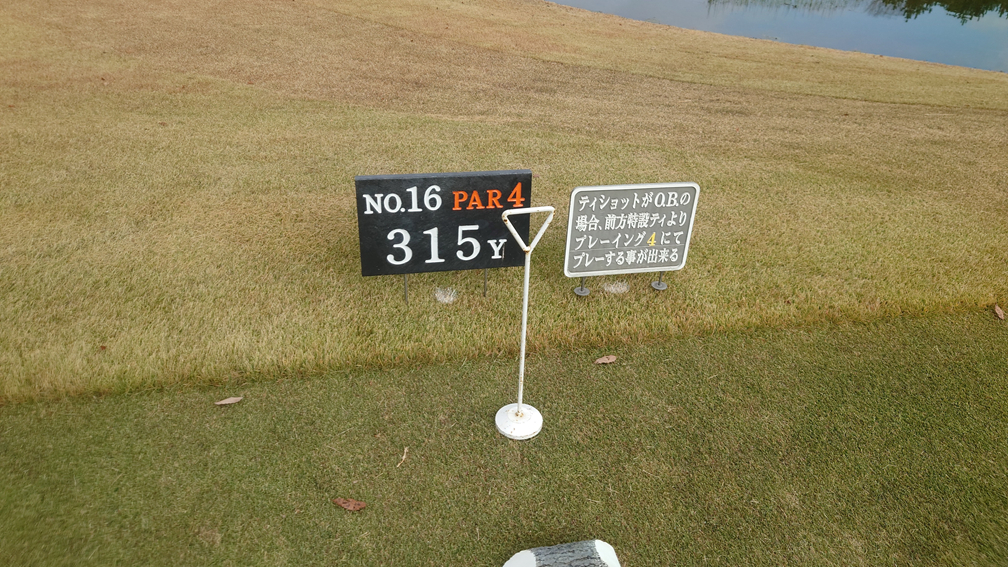 NO.16 PAR 4
315Y
ティショットがO.B.の
場合、前方特設ティより
プレーイング4にて
プレーする事が出来る